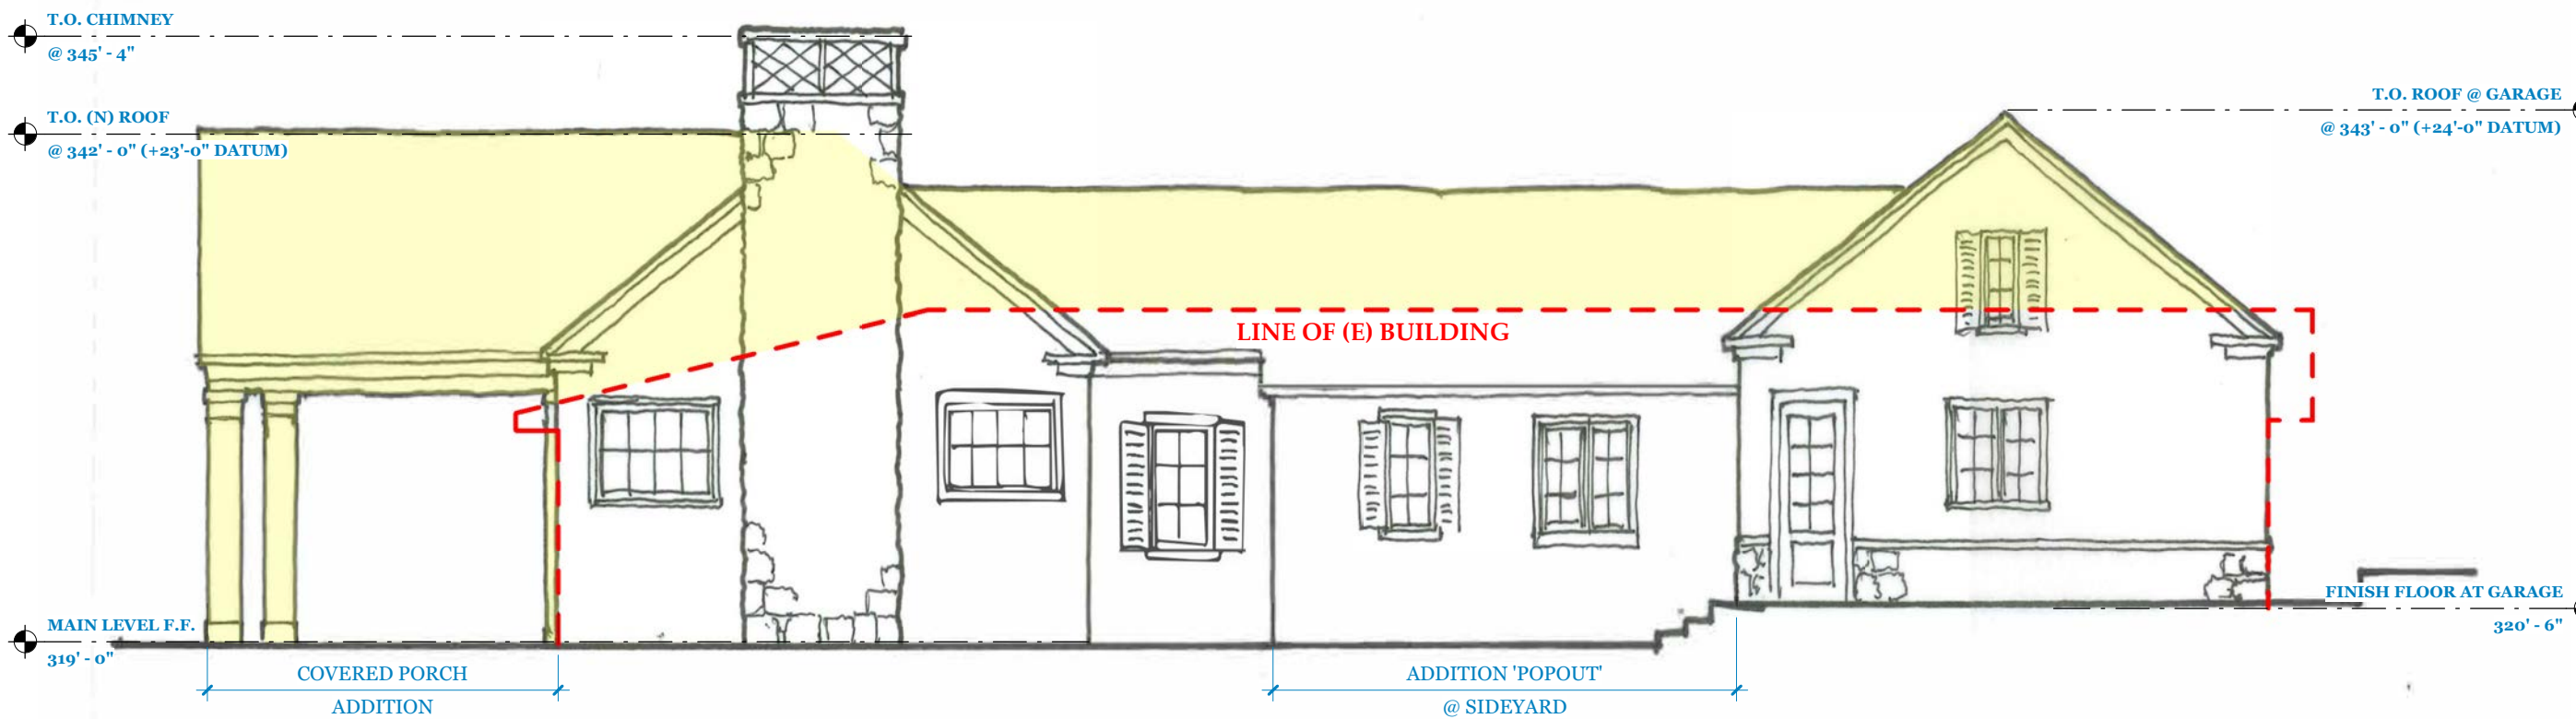 T.O. CHIMNEY
@ 345' - 4"
T.O. (N) ROOF
@ 342' - 0" (+23'-0" DATUM)
T.O. ROOF @ GARAGE
@ 343' - 0" (+24'-0" DATUM)
LINE OF (E) BUILDING
MAIN LEVEL F.F.
319' - 0"
FINISH FLOOR AT GARAGE
320' - 6"
COVERED PORCH
ADDITION
ADDITION 'POPOUT'
@ SIDEYARD